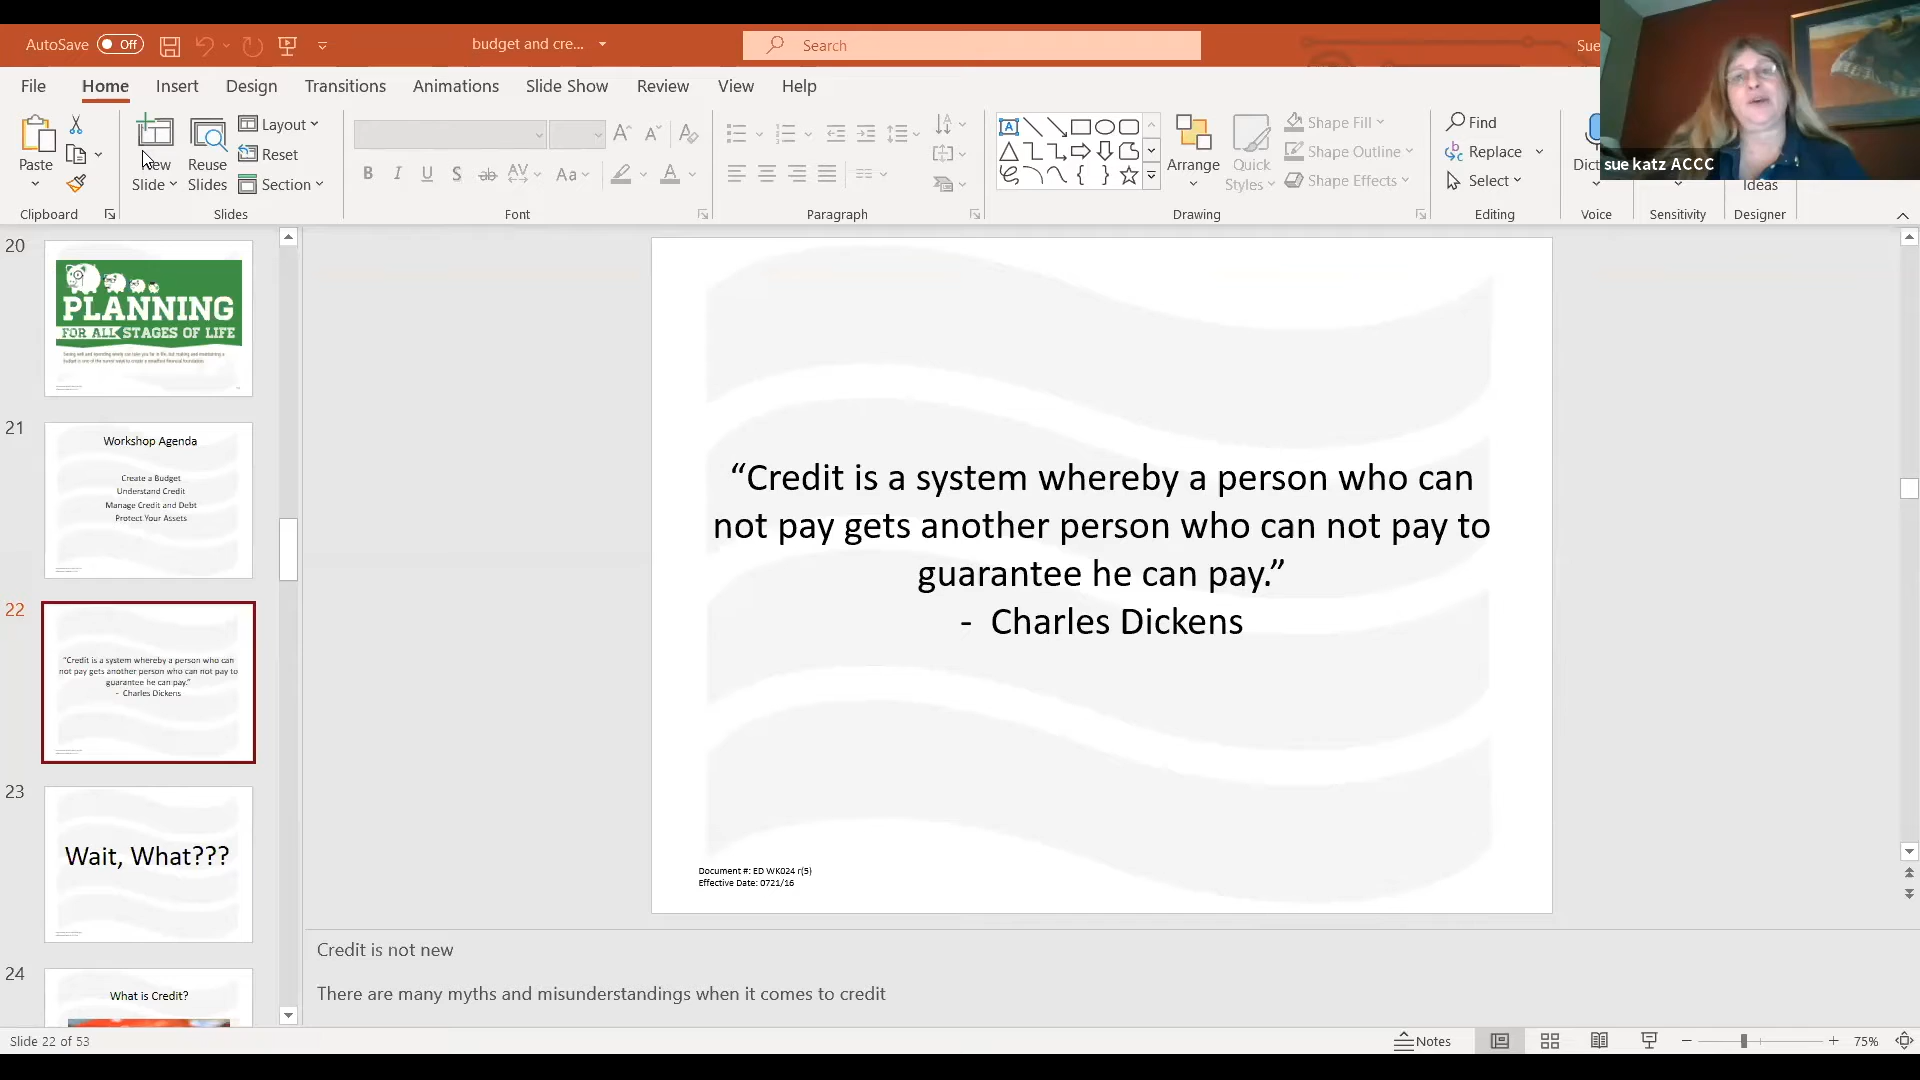 AutoSave Off
budget and cre...
Search
Sue
File Home Insert Design Transitions Animations Slide Show Review View Help
Paste
Clipboard
New Slide
Reuse Slides
Layout
Reset
Section
Slides
B I U S ab AV Aa A
Font
Paragraph
Arrange
Quick Styles
Shape Fill
Shape Outline
Shape Effects
Drawing
Find
Replace
Select
Editing
Dict
Voice
Sensitivity
Ideas
Designer
sue katz ACCC
20
PLANNING
FOR ALL STAGES OF LIFE
21
Workshop Agenda
Create a Budget
Understand Credit
Manage Credit and Debt
Protect Your Assets
22
“Credit is a system whereby a person who can
not pay gets another person who can not pay to
guarantee he can pay.”
- Charles Dickens
23
Wait, What???
24
What is Credit?
“Credit is a system whereby a person who can
not pay gets another person who can not pay to
guarantee he can pay.”
- Charles Dickens
Document #: ED WK024 r(5)
Effective Date: 0721/16
Credit is not new
There are many myths and misunderstandings when it comes to credit
Slide 22 of 53
Notes
75%